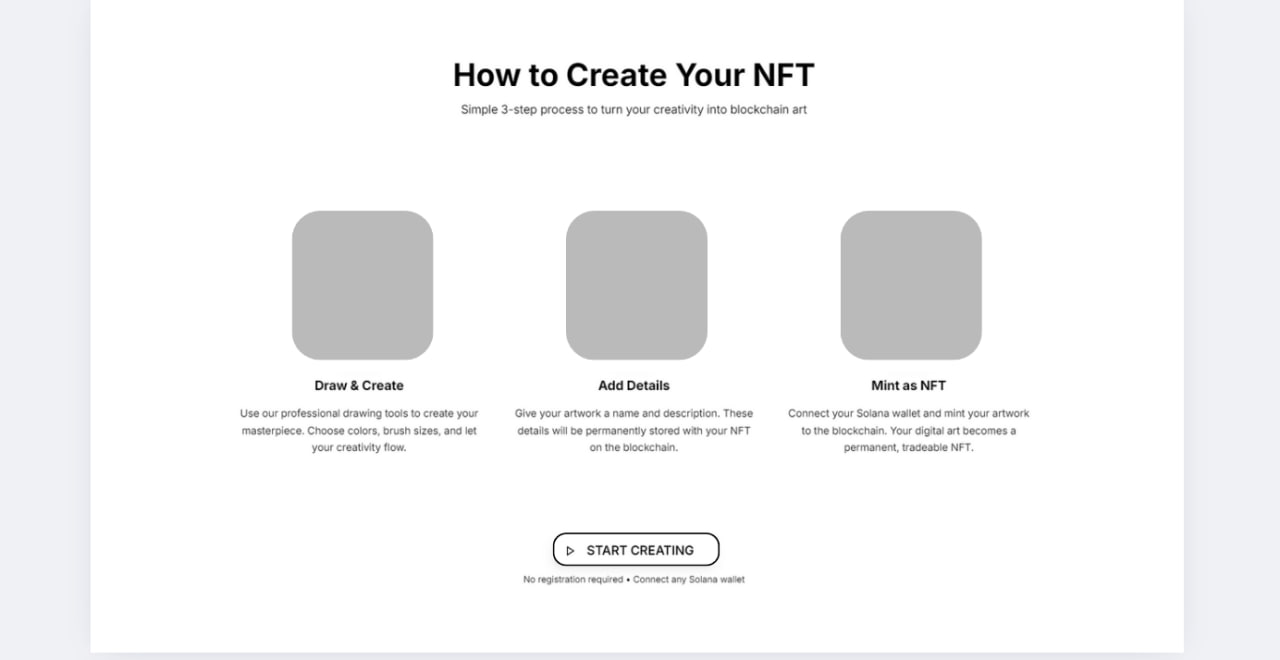 How to Create Your NFT
Simple 3-step process to turn your creativity into blockchain art
Draw & Create
Use our professional drawing tools to create your
masterpiece. Choose colors, brush sizes, and let
your creativity flow.
Add Details
Give your artwork a name and description. These
details will be permanently stored with your NFT
on the blockchain.
Mint as NFT
Connect your Solana wallet and mint your artwork
to the blockchain. Your digital art becomes a
permanent, tradeable NFT.
START CREATING
No registration required • Connect any Solana wallet